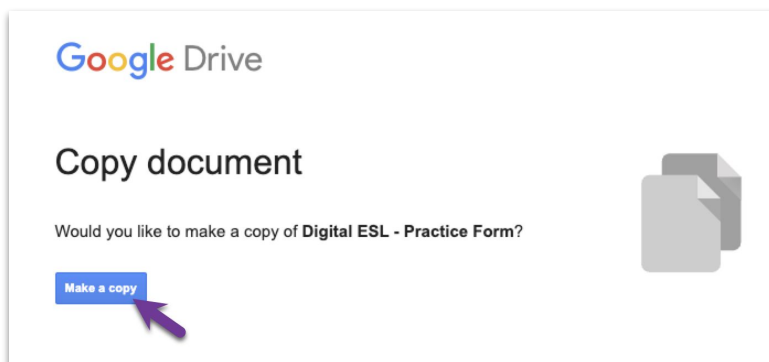 Google Drive
Copy document
Would you like to make a copy of Digital ESL - Practice Form?
Make a copy